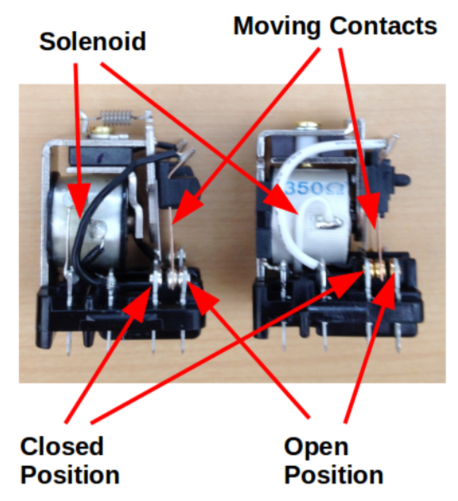 Solenoid
Moving Contacts
350Ω
Closed
Position
Open
Position